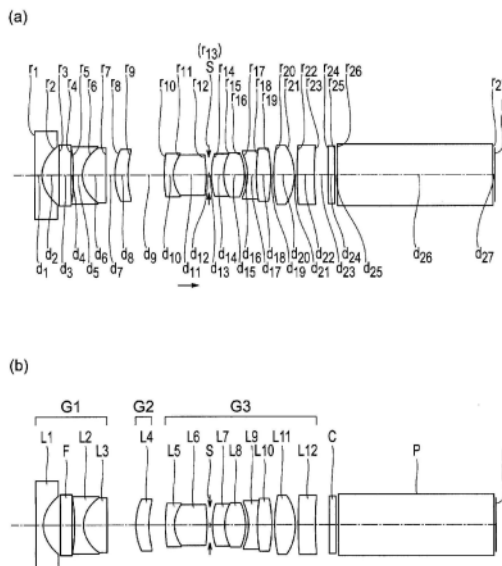 (a)
(r13)
r1 r3 r5 r7 r9 r11 S r14 r17 r20 r22 r24 r26
r2 r4 r6 r8 r10 r12 r15 r18 r21 r23 r25
r16 r19
d2 d4 d6 d8 d9 d10 d12 d14 d16 d18 d20 d22 d24 d26 d27
d1 d3 d5 d7 d11 d13 d15 d17 d19 d21 d23 d25
(b)
G1 G2 G3
L1 L2 L4 L6 L7 L9 L11 C P
F L3 L5 S L8 L10 L12